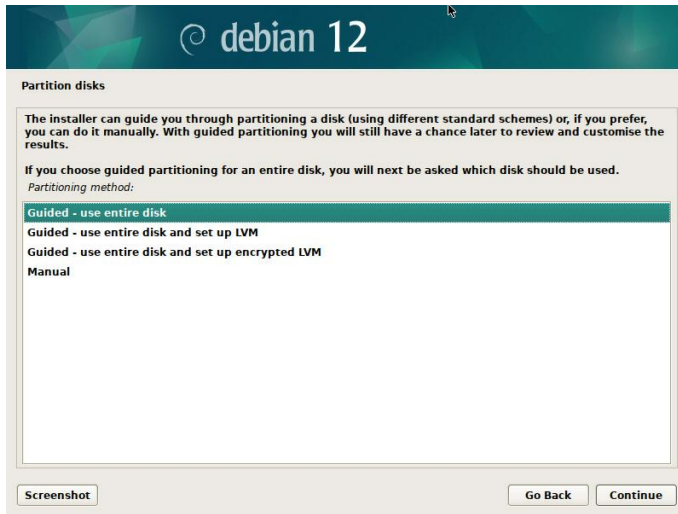 debian 12
Partition disks
The installer can guide you through partitioning a disk (using different standard schemes) or, if you prefer,
you can do it manually. With guided partitioning you will still have a chance later to review and customise the
results.
If you choose guided partitioning for an entire disk, you will next be asked which disk should be used.
Partitioning method:
Guided - use entire disk
Guided - use entire disk and set up LVM
Guided - use entire disk and set up encrypted LVM
Manual
Screenshot
Go Back
Continue